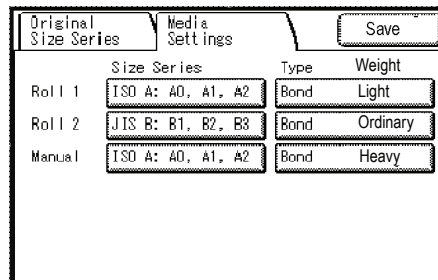 Original Size Series
Media Settings
Save
Size Series Type Weight
Roll 1 ISO A: A0, A1, A2 Bond Light
Roll 2 JIS B: B1, B2, B3 Bond Ordinary
Manual ISO A: A0, A1, A2 Bond Heavy